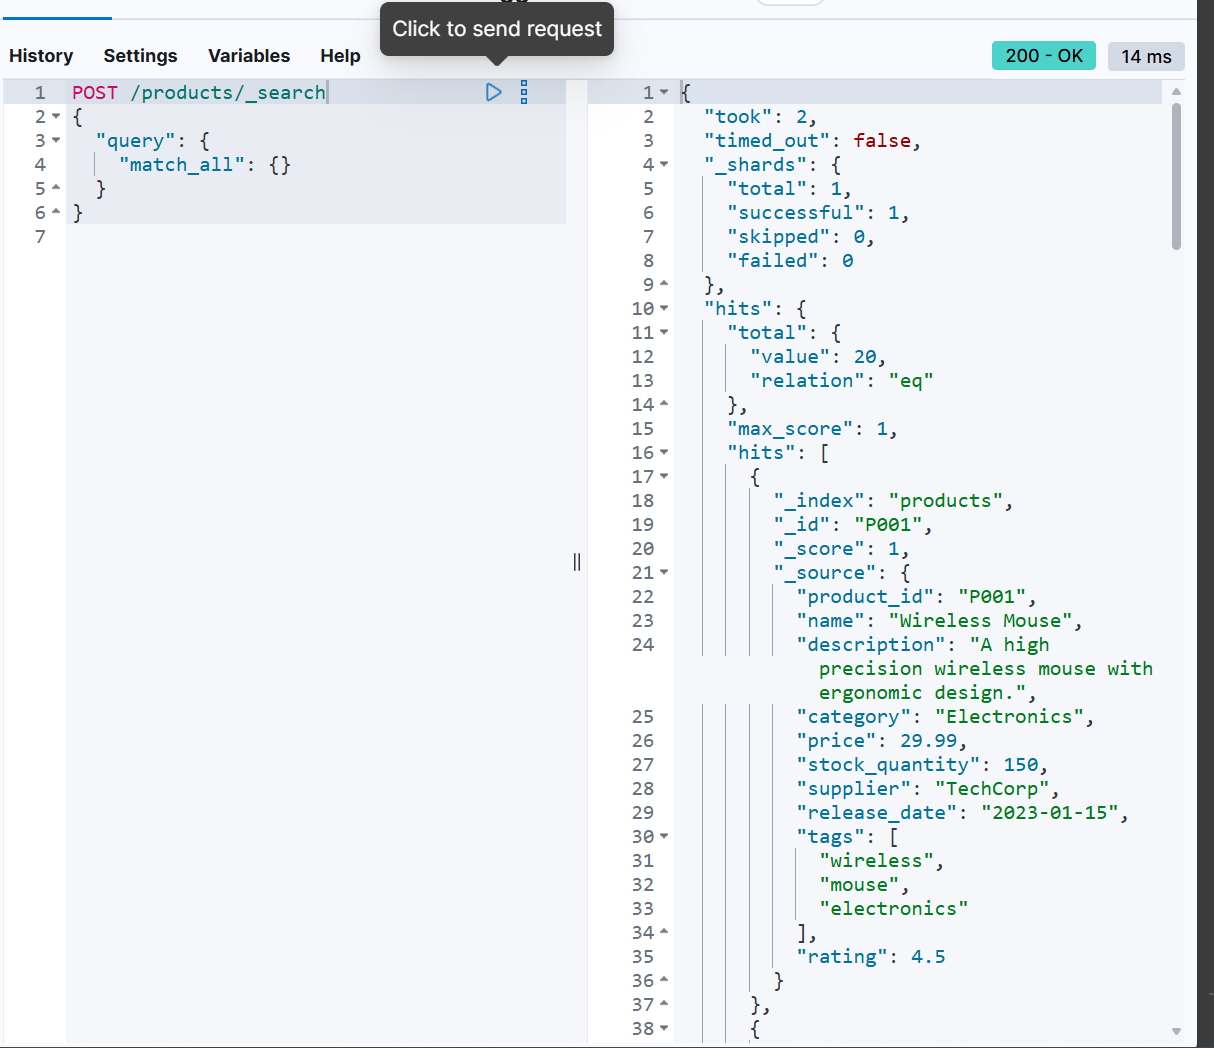 Click to send request
History Settings Variables Help
200 - OK 14 ms
1 POST /products/_search
2 {
3 "query": {
4 "match_all": {}
5 }
6 }
7
1 {
2 "took": 2,
3 "timed_out": false,
4 "_shards": {
5 "total": 1,
6 "successful": 1,
7 "skipped": 0,
8 "failed": 0
9 },
10 "hits": {
11 "total": {
12 "value": 20,
13 "relation": "eq"
14 },
15 "max_score": 1,
16 "hits": [
17 {
18 "_index": "products",
19 "_id": "P001",
20 "_score": 1,
21 "_source": {
22 "product_id": "P001",
23 "name": "Wireless Mouse",
24 "description": "A high
precision wireless mouse with
ergonomic design.",
25 "category": "Electronics",
26 "price": 29.99,
27 "stock_quantity": 150,
28 "supplier": "TechCorp",
29 "release_date": "2023-01-15",
30 "tags": [
31 "wireless",
32 "mouse",
33 "electronics"
34 ],
35 "rating": 4.5
36 }
37 },
38 {